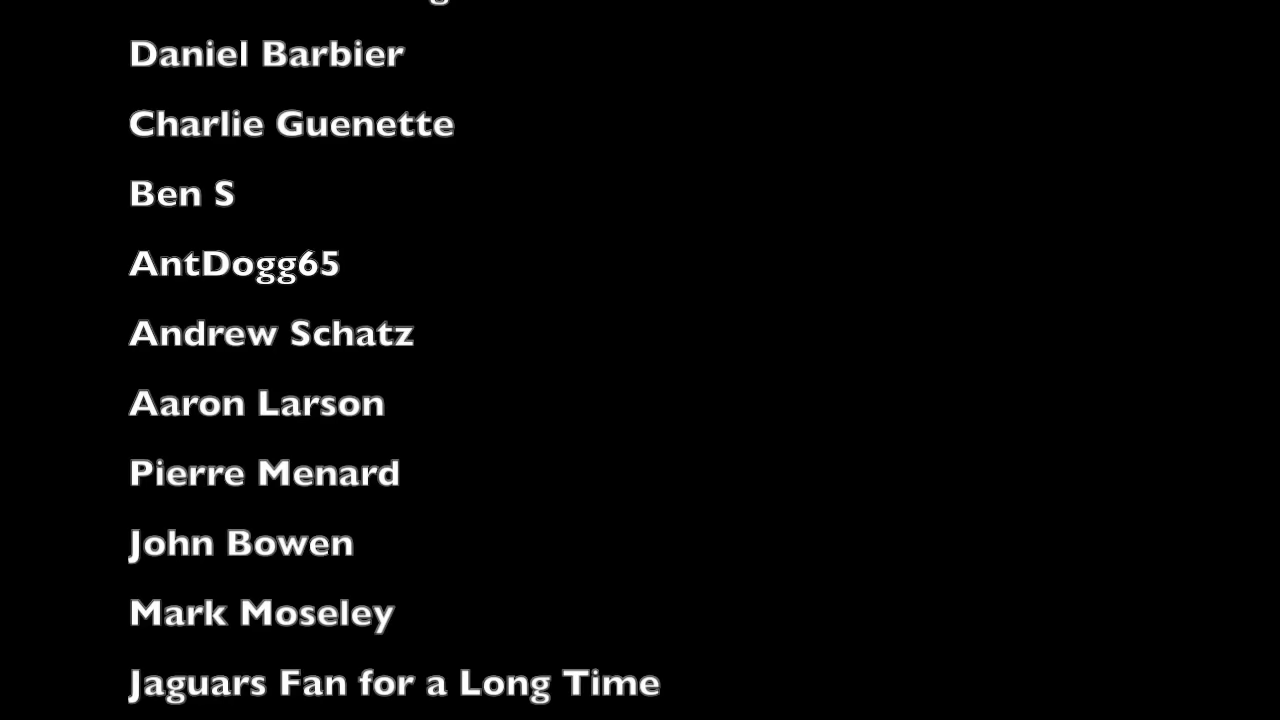 Daniel Barbier
Charlie Guenette
Ben S
AntDogg65
Andrew Schatz
Aaron Larson
Pierre Menard
John Bowen
Mark Moseley
Jaguars Fan for a Long Time